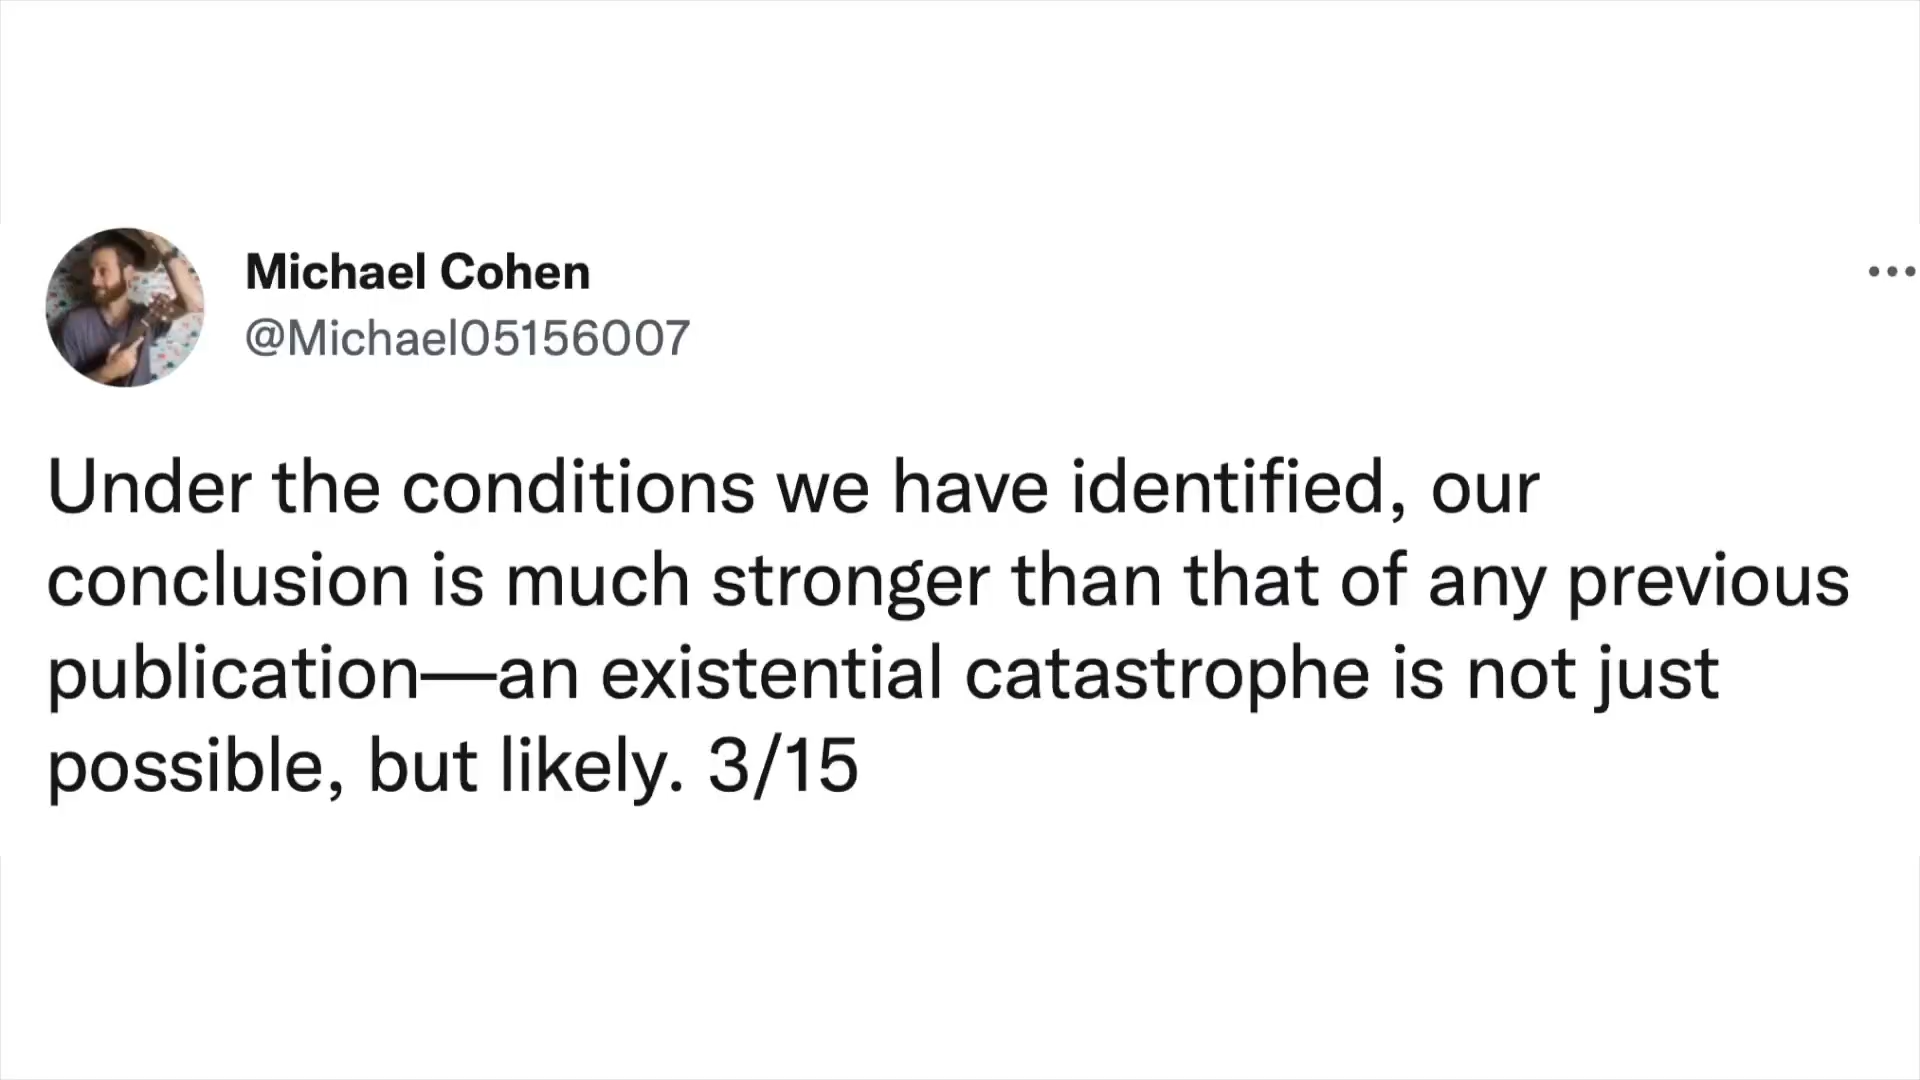 Michael Cohen
@Michael05156007
Under the conditions we have identified, our
conclusion is much stronger than that of any previous
publication—an existential catastrophe is not just
possible, but likely. 3/15